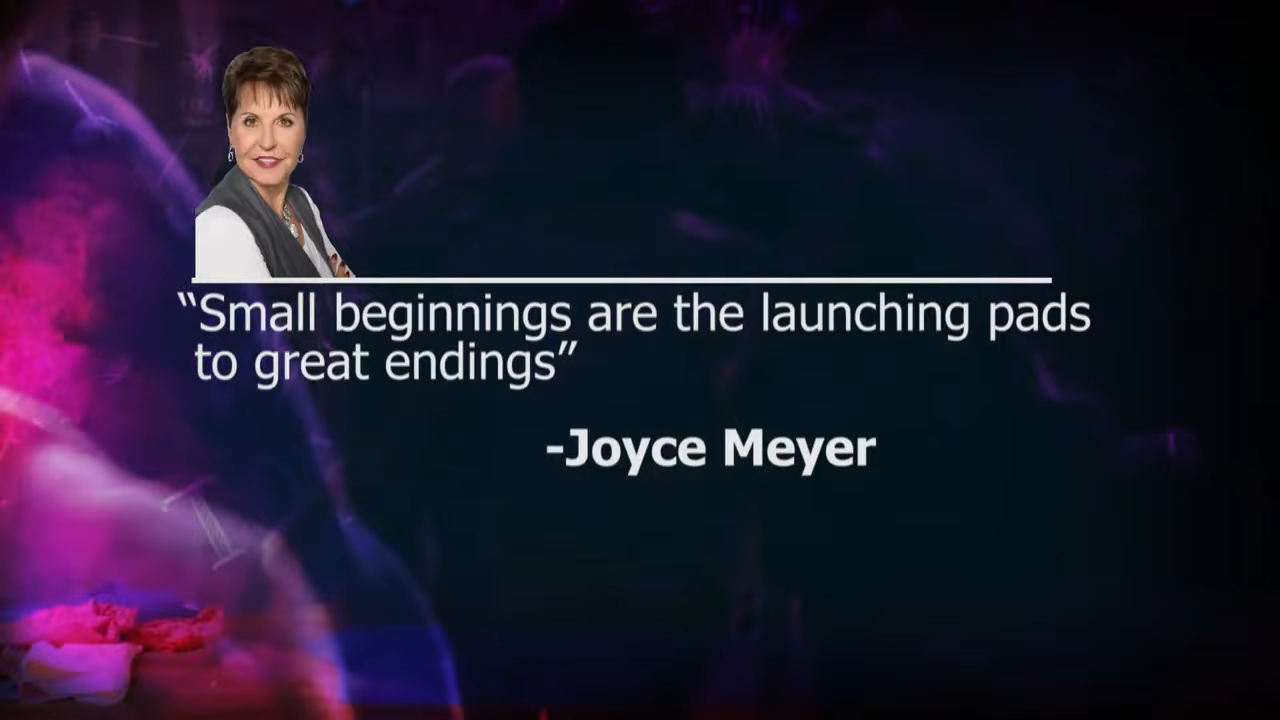 “Small beginnings are the launching pads
to great endings”
-Joyce Meyer